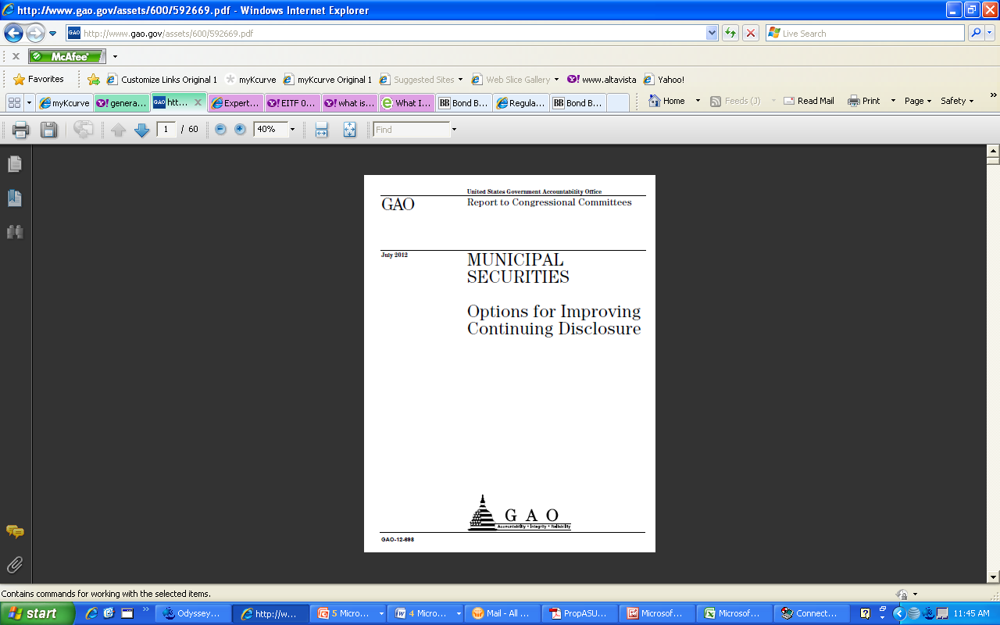 http://www.gao.gov/assets/600/592669.pdf - Windows Internet Explorer
GAO http://www.gao.gov/assets/600/592669.pdf
Live Search
McAfee
Favorites Customize Links Original 1 myKcurve myKcurve Original 1 Suggested Sites Web Slice Gallery www.altavista Yahoo!
myKcurve genera... GAO htt... X Expert... EITF 0... what is... What I... BB Bond B... Regula... BB Bond B... Home Feeds (J) Read Mail Print Page Safety »
1 / 60 40% Find
United States Government Accountability Office
GAO Report to Congressional Committees
July 2012 MUNICIPAL
SECURITIES
Options for Improving
Continuing Disclosure
G A O
Accountability * Integrity * Reliability
GAO-12-698
Contains commands for working with the selected items.
start » Odyssey... http://w... 5 Micro... 4 Micro... Mail - All ... PropASU... Microsof... Microsof... Connect... 11:45 AM